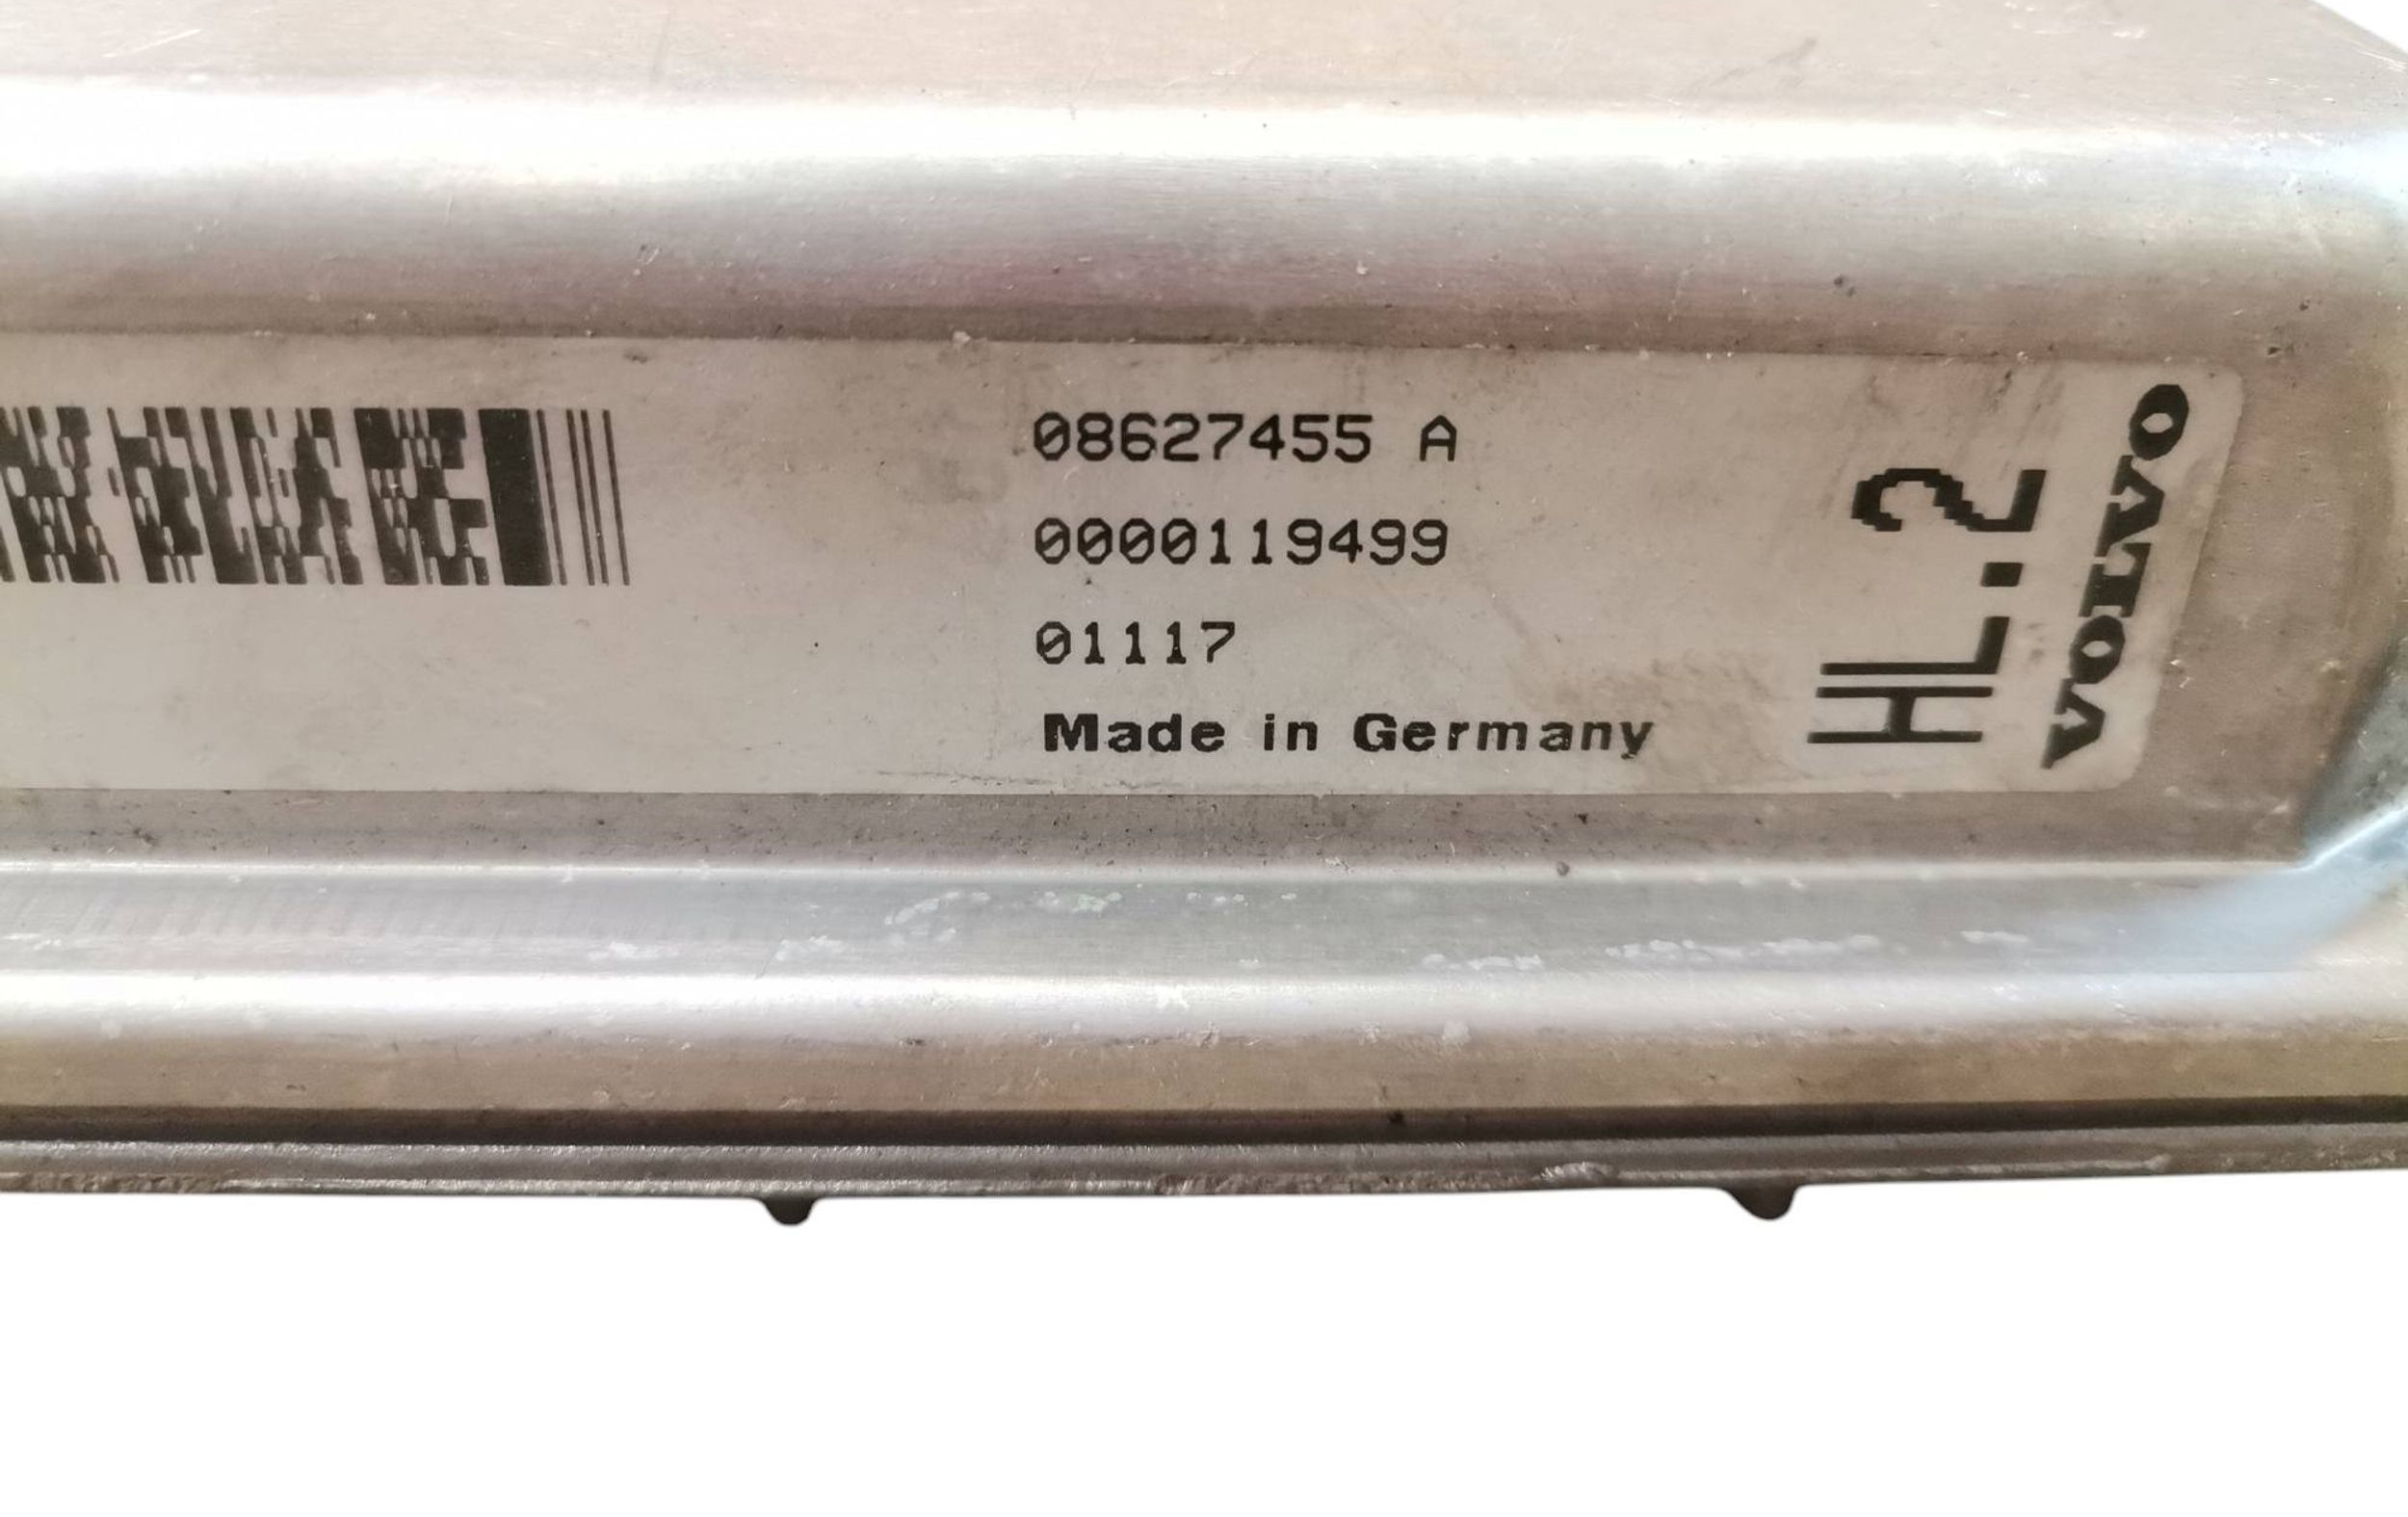 08627455 A
0000119499
01117
Made in Germany
HL.2
VOLVO